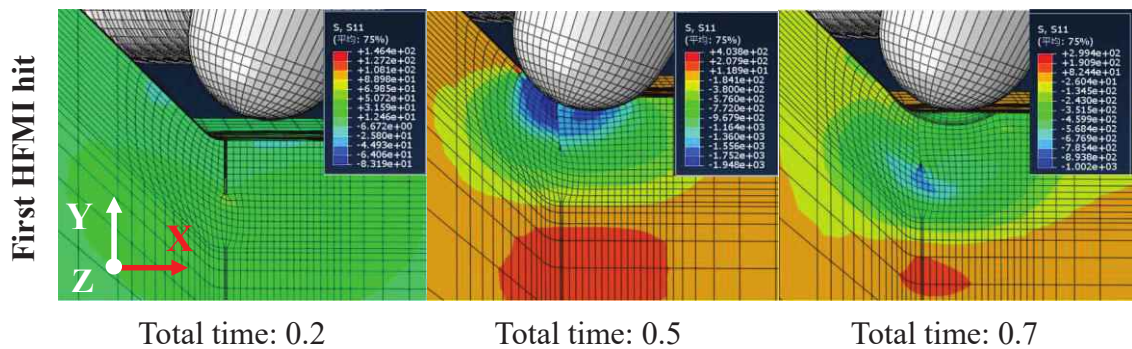 First HFMI hit
S, S11
(平均: 75%)
+1.464e+02
+1.272e+02
+1.081e+02
+8.898e+01
+6.985e+01
+5.072e+01
+3.159e+01
+1.246e+01
-6.672e+00
-2.580e+01
-4.493e+01
-6.406e+01
-8.319e+01
S, S11
(平均: 75%)
+4.038e+02
+2.079e+02
+1.189e+01
-1.841e+02
-3.800e+02
-5.760e+02
-7.720e+02
-9.679e+02
-1.164e+03
-1.360e+03
-1.556e+03
-1.752e+03
-1.948e+03
S, S11
(平均: 75%)
+2.994e+02
+1.909e+02
+8.244e+01
-2.604e+01
-1.345e+02
-2.430e+02
-3.515e+02
-4.599e+02
-5.684e+02
-6.769e+02
-7.854e+02
-8.938e+02
-1.002e+03
Y
X
Z
Total time: 0.2
Total time: 0.5
Total time: 0.7